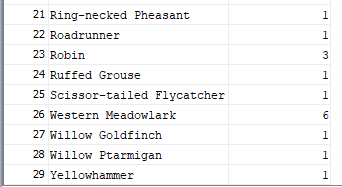 21 Ring-necked Pheasant 1
22 Roadrunner 1
23 Robin 3
24 Ruffed Grouse 1
25 Scissor-tailed Flycatcher 1
26 Western Meadowlark 6
27 Willow Goldfinch 1
28 Willow Ptarmigan 1
29 Yellowhammer 1